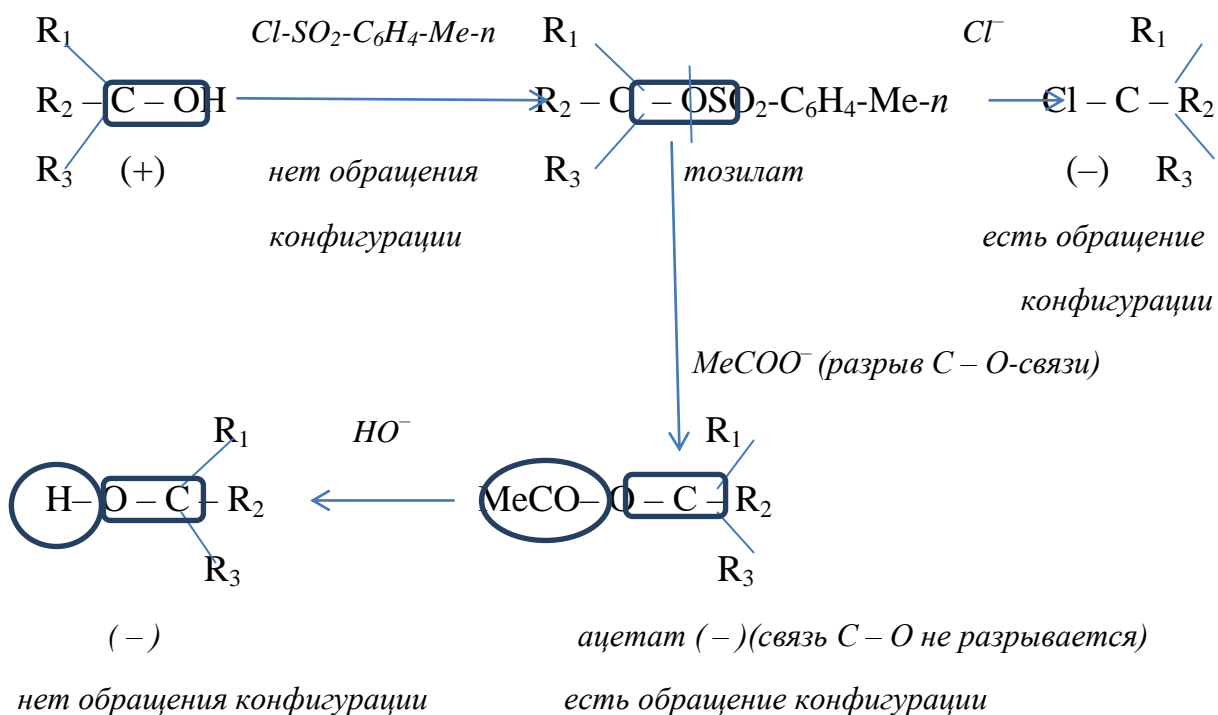 R₁ Cl-SO₂-C₆H₄-Me-п R₁ Cl⁻ R₁
R₂ – C – OH R₂ – C – OSO₂-C₆H₄-Me-п Cl – C – R₂
R₃ (+) нет обращения R₃ тозилат (–) R₃
конфигурации есть обращение
конфигурации
MeCOO⁻ (разрыв С – О-связи)
R₁ HO⁻ R₁
H– O – C – R₂ MeCO– O – C – R₂
R₃ R₃
( – ) ацетат ( – )(связь С – О не разрывается)
нет обращения конфигурации есть обращение конфигурации